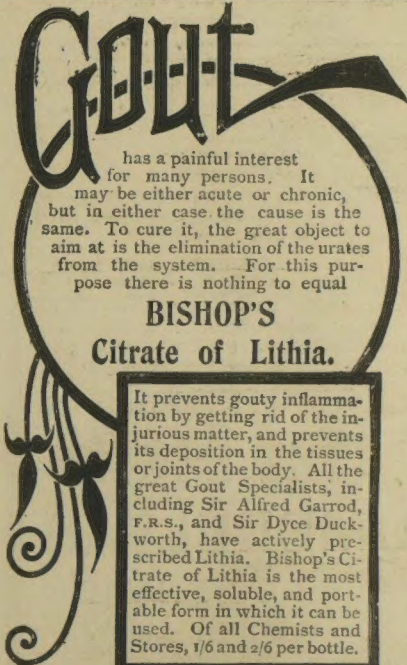 Gout
has a painful interest
for many persons. It
may be either acute or chronic,
but in either case the cause is the
same. To cure it, the great object to
aim at is the elimination of the urates
from the system. For this pur-
pose there is nothing to equal
BISHOP'S
Citrate of Lithia.
It prevents gouty inflamma-
tion by getting rid of the in-
jurious matter, and prevents
its deposition in the tissues
or joints of the body. All the
great Gout Specialists, in-
cluding Sir Alfred Garrod,
F.R.S., and Sir Dyce Duck-
worth, have actively pre-
scribed Lithia. Bishop's Ci-
trate of Lithia is the most
effective, soluble, and port-
able form in which it can be
used. Of all Chemists and
Stores, 1/6 and 2/6 per bottle.